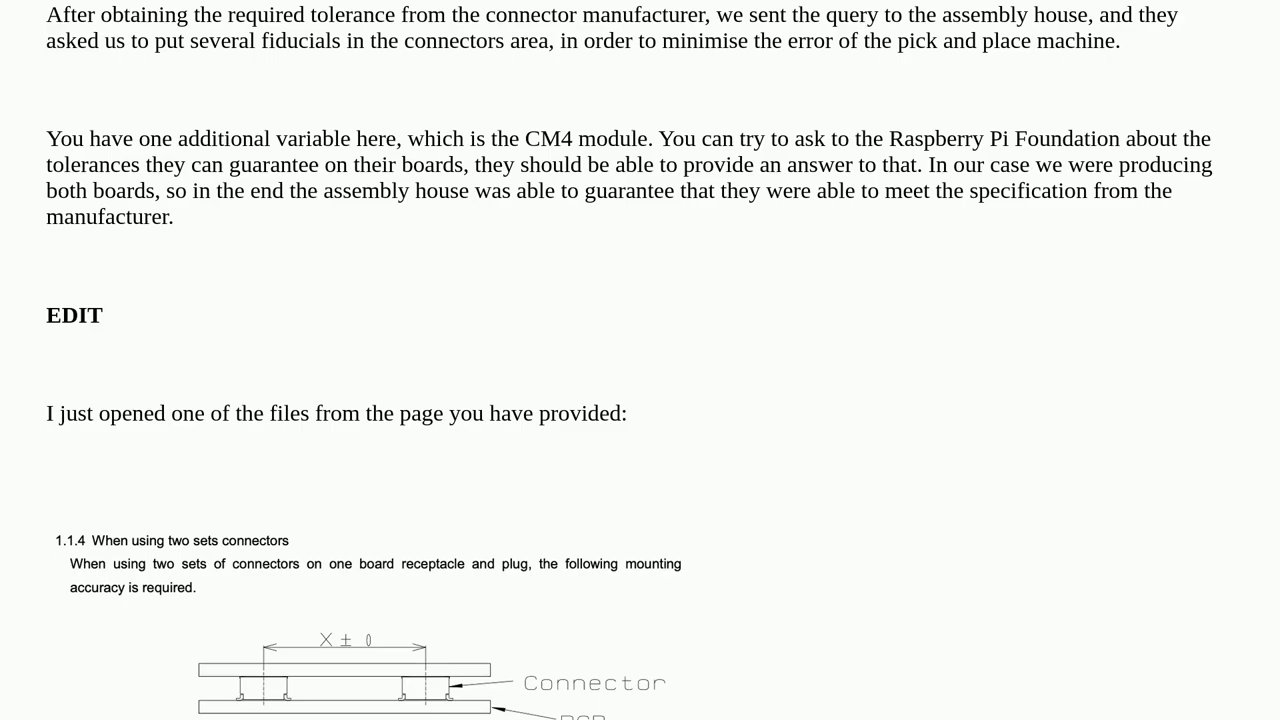 After obtaining the required tolerance from the connector manufacturer, we sent the query to the assembly house, and they
asked us to put several fiducials in the connectors area, in order to minimise the error of the pick and place machine.
You have one additional variable here, which is the CM4 module. You can try to ask to the Raspberry Pi Foundation about the
tolerances they can guarantee on their boards, they should be able to provide an answer to that. In our case we were producing
both boards, so in the end the assembly house was able to guarantee that they were able to meet the specification from the
manufacturer.
EDIT
I just opened one of the files from the page you have provided:
1.1.4 When using two sets connectors
When using two sets of connectors on one board receptacle and plug, the following mounting
accuracy is required.
X ± 0
Connector